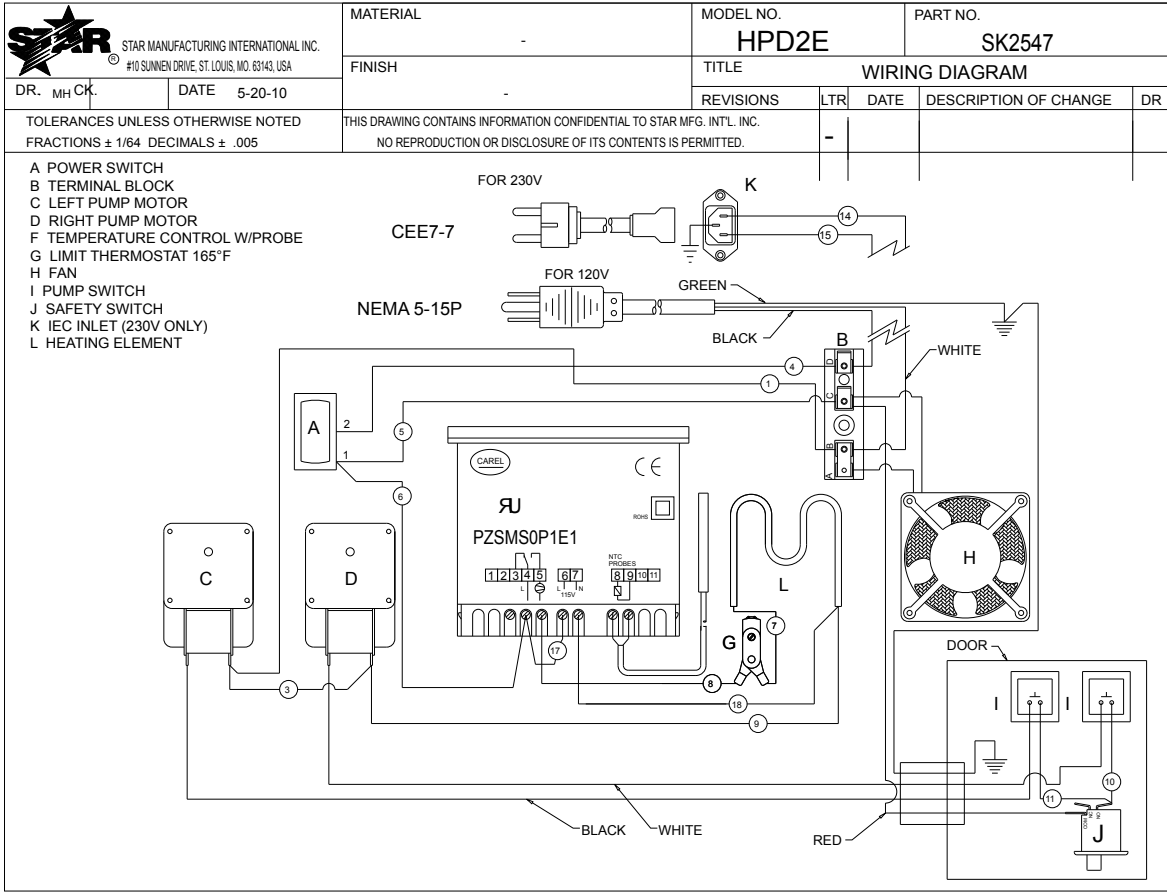 STAR
®
STAR MANUFACTURING INTERNATIONAL INC.
#10 SUNNEN DRIVE, ST. LOUIS, MO. 63143, USA
MATERIAL
-
MODEL NO.
HPD2E
PART NO.
SK2547
FINISH
-
TITLE
WIRING DIAGRAM
DR. MH CK.
DATE 5-20-10
REVISIONS LTR DATE DESCRIPTION OF CHANGE DR
TOLERANCES UNLESS OTHERWISE NOTED
FRACTIONS ± 1/64 DECIMALS ± .005
THIS DRAWING CONTAINS INFORMATION CONFIDENTIAL TO STAR MFG. INT'L. INC.
NO REPRODUCTION OR DISCLOSURE OF ITS CONTENTS IS PERMITTED.
-
A POWER SWITCH
B TERMINAL BLOCK
C LEFT PUMP MOTOR
D RIGHT PUMP MOTOR
F TEMPERATURE CONTROL W/PROBE
G LIMIT THERMOSTAT 165°F
H FAN
I PUMP SWITCH
J SAFETY SWITCH
K IEC INLET (230V ONLY)
L HEATING ELEMENT
FOR 230V
CEE7-7
K
14
15
FOR 120V
NEMA 5-15P
GREEN
BLACK
WHITE
B
D
C
B
A
4
1
5
6
A
2
1
CAREL
CE
RU
ROHS
PZSMS0P1E1
NTC
PROBES
1 2 3 4 5 6 7 8 9 10 11
L
L N
115V
C
D
L
G
H
7
17
8
18
9
3
DOOR
I
I
10
11
J
COM
NC
NO
BLACK
WHITE
RED